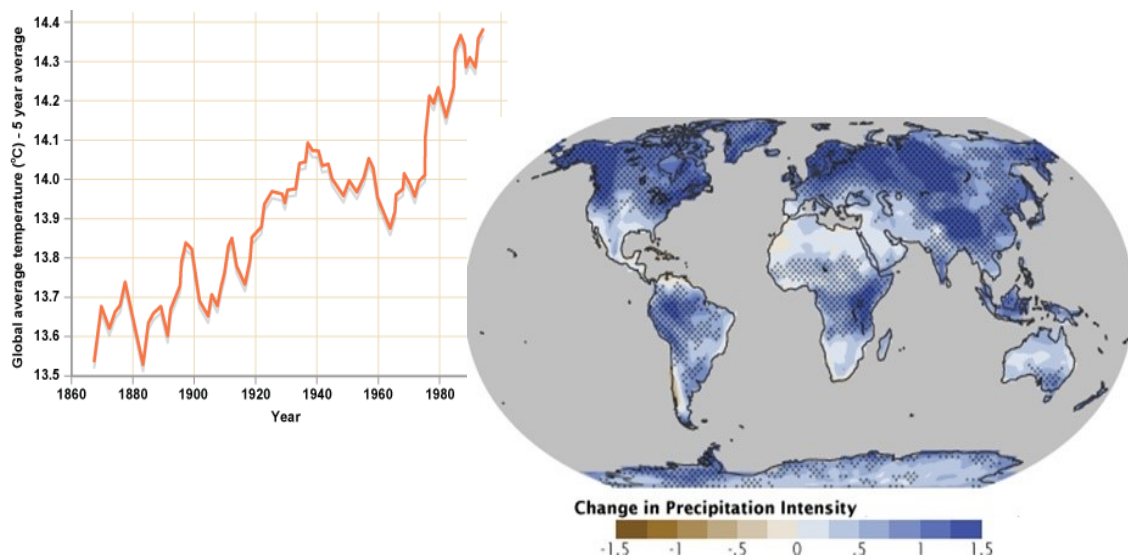 Global average temperature (°C) - 5 year average
14.4
14.3
14.2
14.1
14.0
13.9
13.8
13.7
13.6
13.5
1860 1880 1900 1920 1940 1960 1980
Year
Change in Precipitation Intensity
-1.5 -1 -.5 0 .5 1 1.5